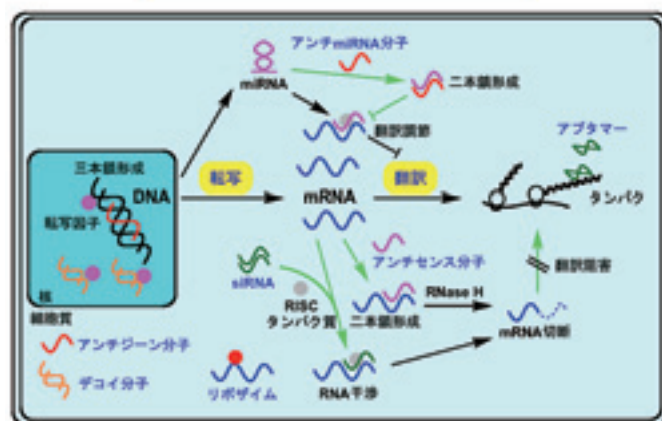 アンチmiRNA分子
miRNA
二本鎖形成
翻訳調節
アプタマー
三本鎖形成
DNA
転写因子
転写
mRNA
翻訳
タンパク
核
細胞質
siRNA
RISC
タンパク質
アンチセンス分子
二本鎖形成
RNase H
翻訳阻害
mRNA切断
アンチジーン分子
デコイ分子
リボザイム
RNA干渉